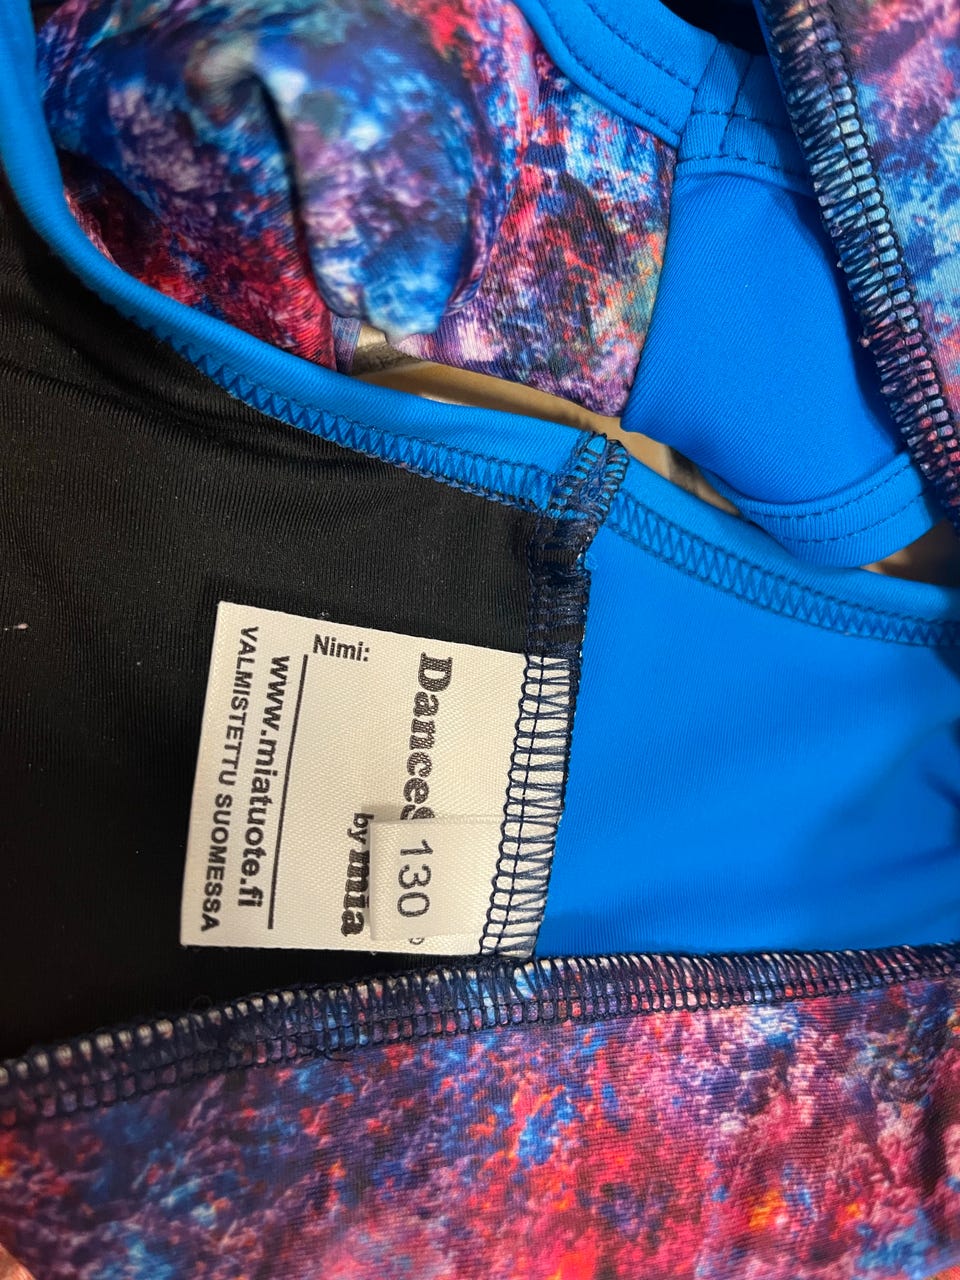 Dance
by mia
130
Nimi:
www.miatuote.fi
VALMISTETTU SUOMESSA